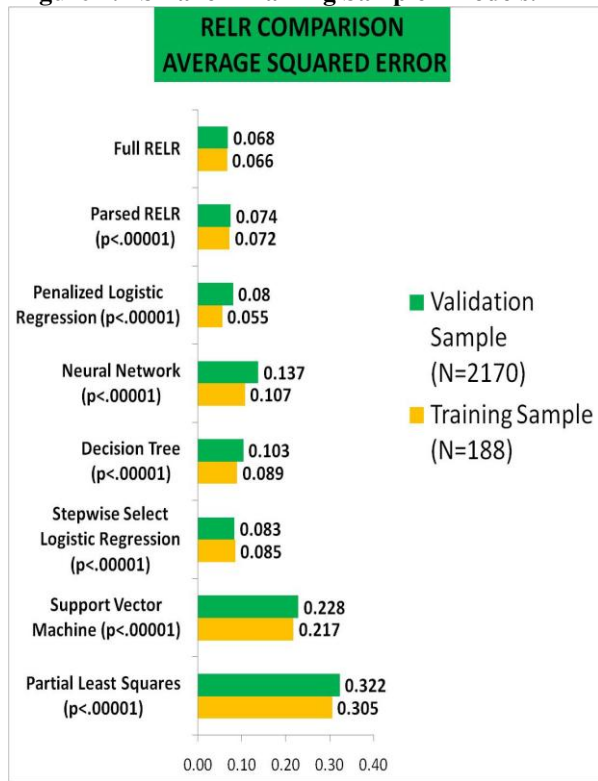 RELR COMPARISON
AVERAGE SQUARED ERROR
Full RELR
0.068
0.066
Parsed RELR
(p<.00001)
0.074
0.072
Penalized Logistic
Regression (p<.00001)
0.08
0.055
Neural Network
(p<.00001)
0.137
0.107
Decision Tree
(p<.00001)
0.103
0.089
Stepwise Select
Logistic Regression
(p<.00001)
0.083
0.085
Support Vector
Machine (p<.00001)
0.228
0.217
Partial Least Squares
(p<.00001)
0.322
0.305
0.00 0.10 0.20 0.30 0.40
Validation
Sample
(N=2170)
Training Sample
(N=188)